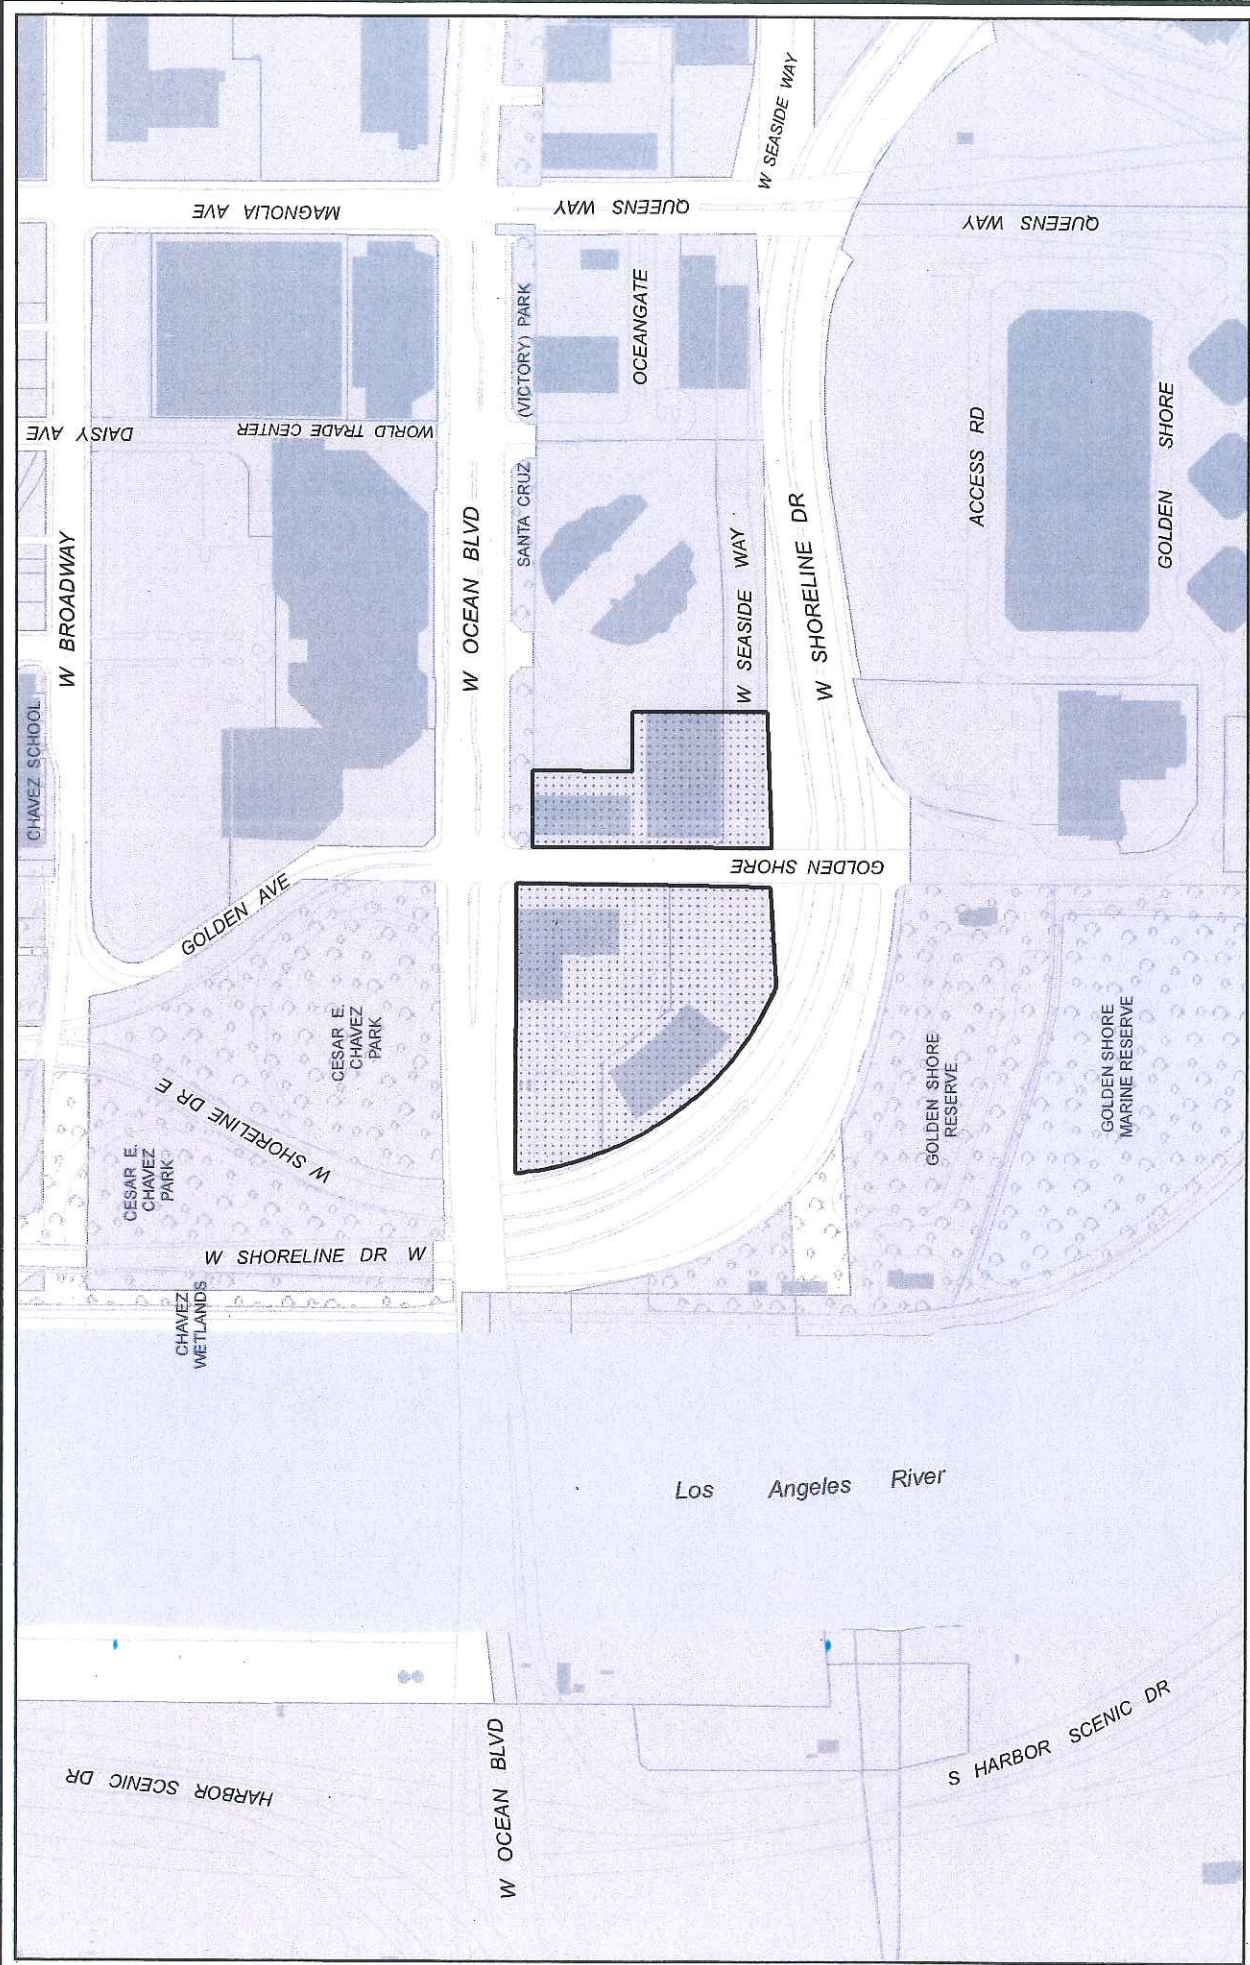 W SEASIDE WAY
MAGNOLIA AVE
QUEENS WAY
QUEENS WAY
(VICTORY) PARK
OCEANGATE
DAISY AVE
WORLD TRADE CENTER
SANTA CRUZ
ACCESS RD
GOLDEN SHORE
W BROADWAY
W OCEAN BLVD
W SEASIDE WAY
W SHORELINE DR
CHAVEZ SCHOOL
GOLDEN SHORE
GOLDEN AVE
CESAR E.
CHAVEZ
PARK
W SHORELINE DR E
CESAR E.
CHAVEZ
PARK
GOLDEN SHORE
RESERVE
GOLDEN SHORE
MARINE RESERVE
W SHORELINE DR W
CHAVEZ
WETLANDS
Los Angeles River
HARBOR SCENIC DR
W OCEAN BLVD
S HARBOR SCENIC DR